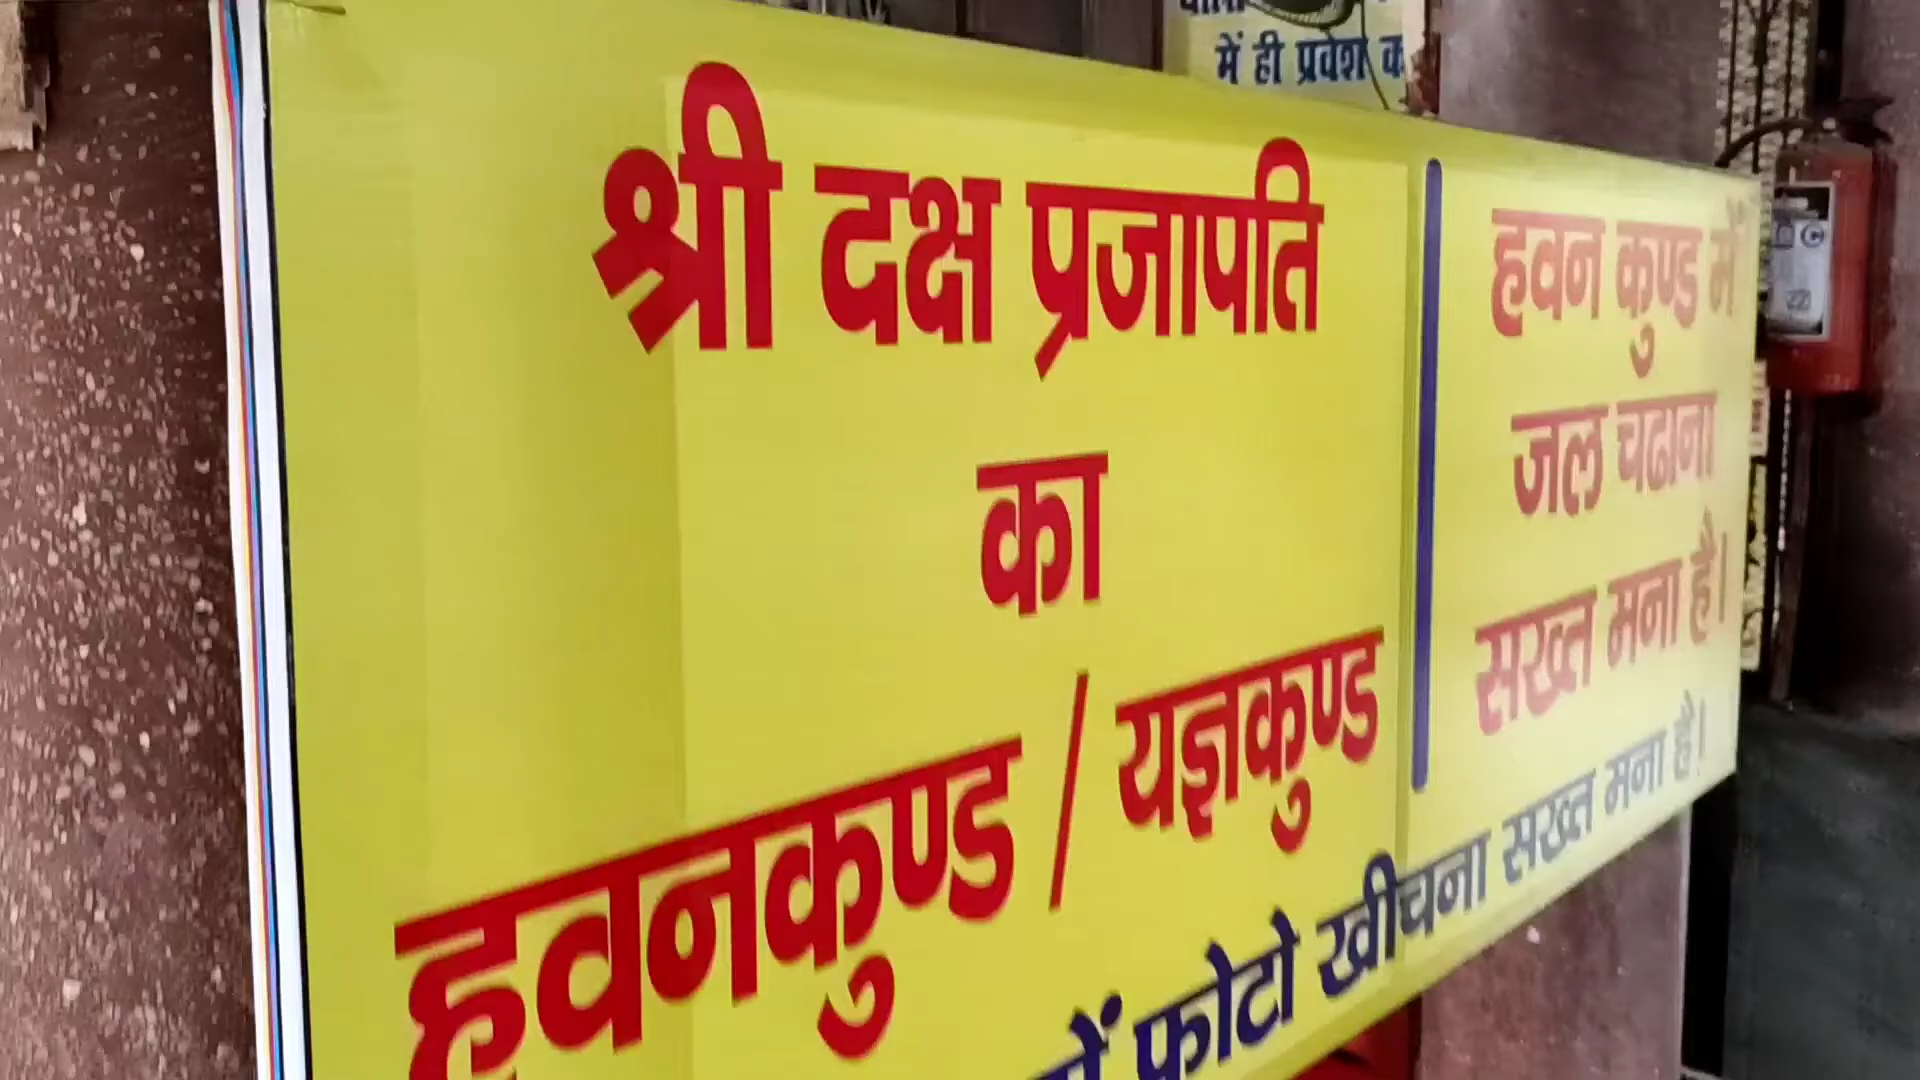 में ही प्रवेश
श्री दक्ष प्रजापति
का
हवनकुण्ड / यज्ञकुण्ड
हवन कुण्ड में
जल चढाना
सख्त मना है।
में फोटो खींचना सख्त मना है।